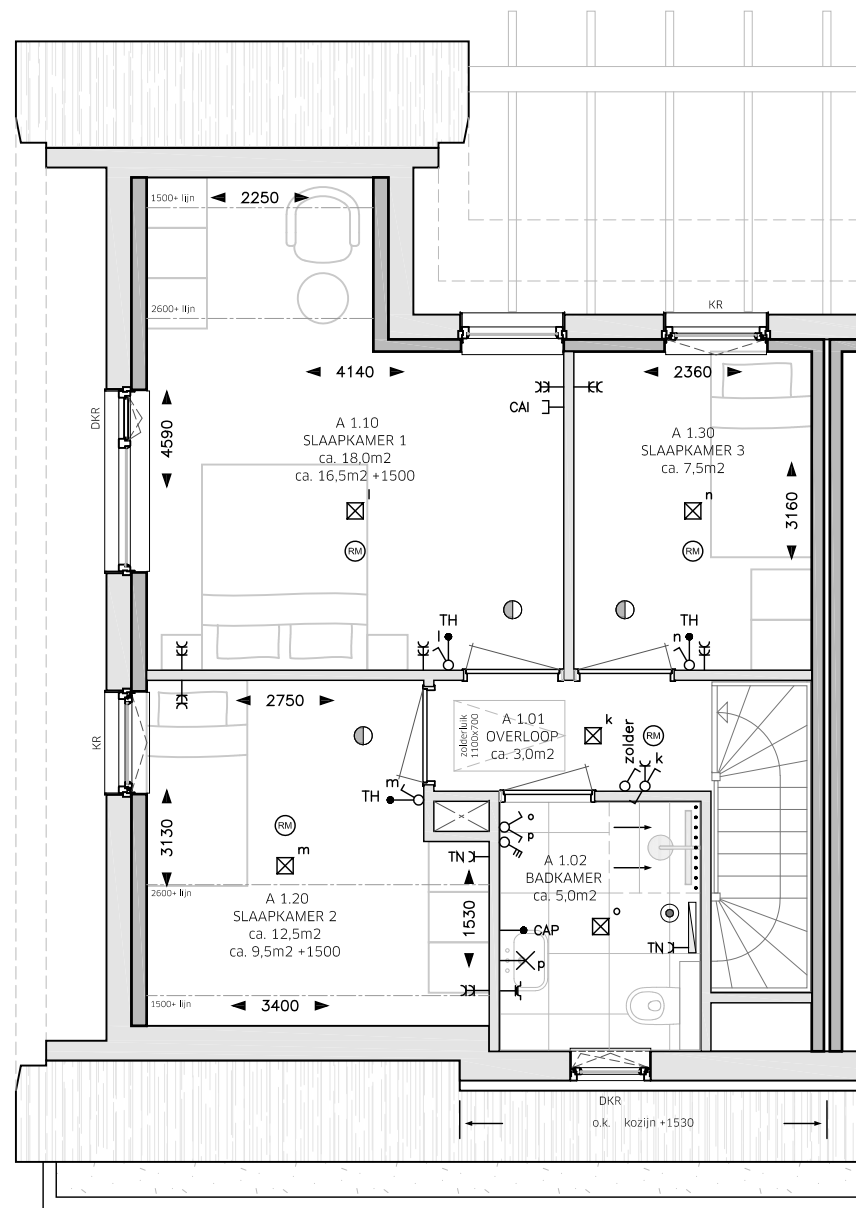 1500+ lijn
2250
2600+ lijn
KR
4140
2360
CAI
DKR
4590
A 1.10
SLAAPKAMER 1
ca. 18,0m2
ca. 16,5m2 +1500
l
RM
A 1.30
SLAAPKAMER 3
ca. 7,5m2
n
RM
3160
TH
l
TH
n
KR
2750
zolderluik
1100x700
A 1.01
OVERLOOP
ca. 3,0m2
k
zolder
RM
k
m
TH
3130
RM
m
2600+ lijn
A 1.20
SLAAPKAMER 2
ca. 12,5m2
ca. 9,5m2 +1500
TN
1530
1500+ lijn
3400
o
p
A 1.02
BADKAMER
ca. 5,0m2
o
CAP
p
TN
DKR
o.k. kozijn +1530